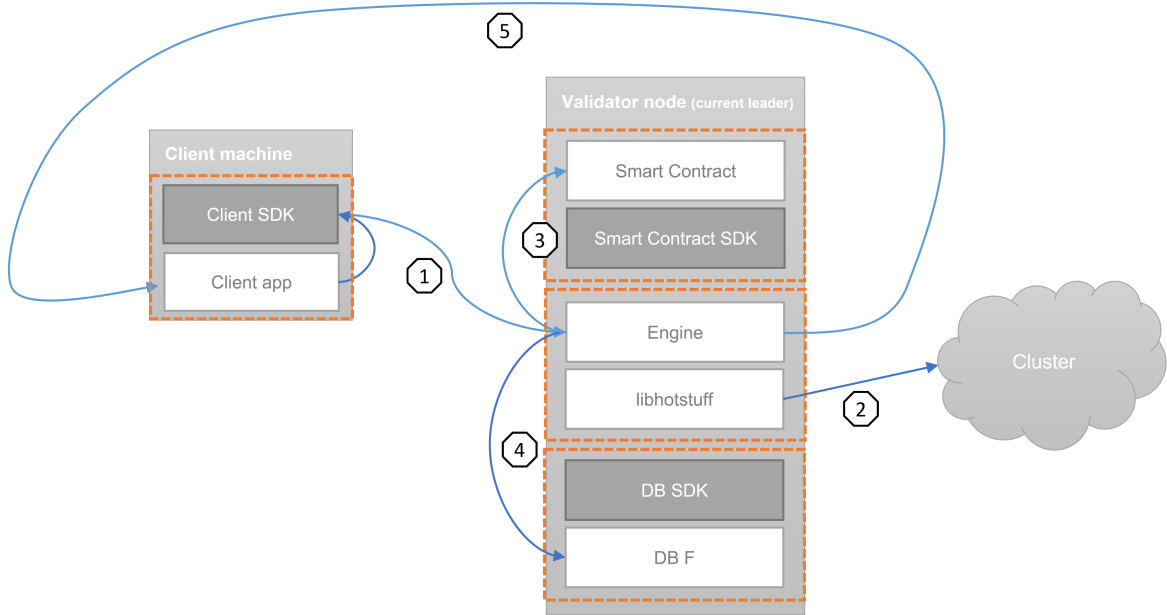 5
Validator node (current leader)
Client machine
Smart Contract
Client SDK
3
Smart Contract SDK
1
Client app
Engine
Cluster
libhotstuff
2
4
DB SDK
DB F